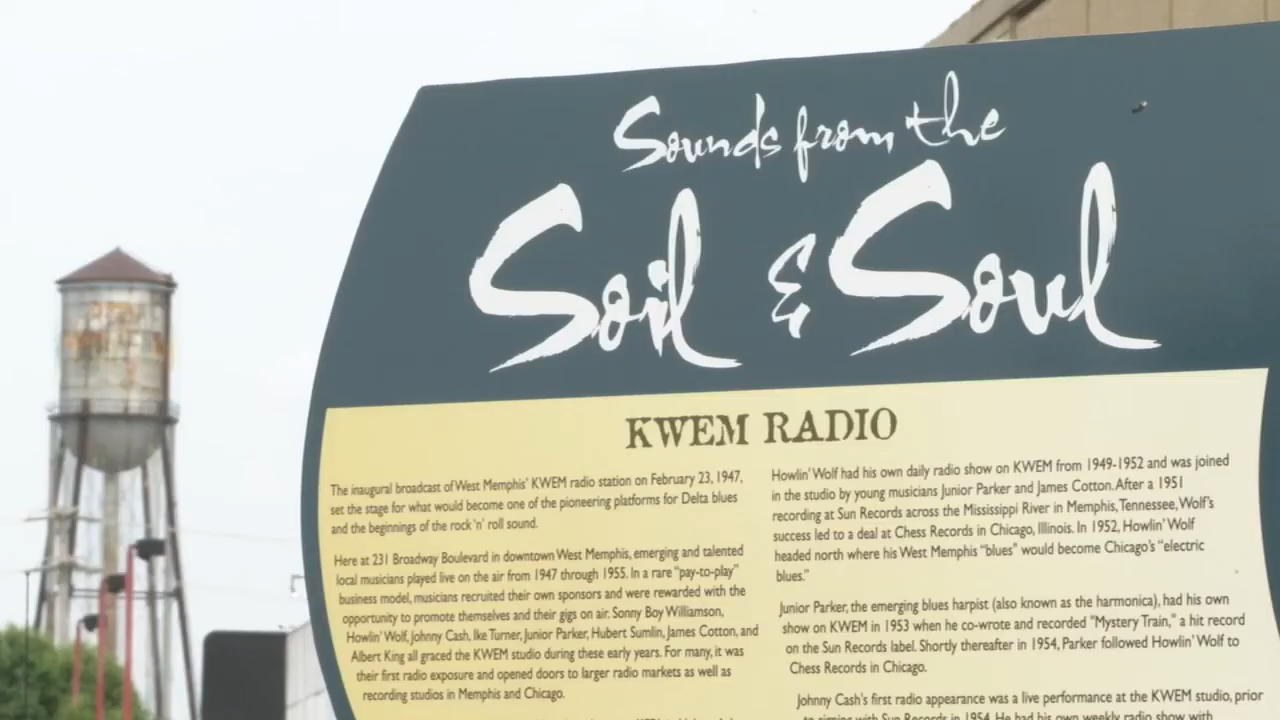 Sounds from the
Soil & Soul
KWEM RADIO
The inaugural broadcast of West Memphis' KWEM radio station on February 23, 1947,
set the stage for what would become one of the pioneering platforms for Delta blues
and the beginnings of the rock 'n' roll sound.
Here at 231 Broadway Boulevard in downtown West Memphis, emerging and talented
local musicians played live on the air from 1947 through 1955. In a rare "pay-to-play"
business model, musicians recruited their own sponsors and were rewarded with the
opportunity to promote themselves and their gigs on air. Sonny Boy Williamson,
Howlin' Wolf, Johnny Cash, Ike Turner, Junior Parker, Hubert Sumlin, James Cotton, and
Albert King all graced the KWEM studio during these early years. For many, it was
their first radio exposure and opened doors to larger radio markets as well as
recording studios in Memphis and Chicago.
Howlin' Wolf had his own daily radio show on KWEM from 1949-1952 and was joined
in the studio by young musicians Junior Parker and James Cotton. After a 1951
recording at Sun Records across the Mississippi River in Memphis, Tennessee, Wolf's
success led to a deal at Chess Records in Chicago, Illinois. In 1952, Howlin' Wolf
headed north where his West Memphis "blues" would become Chicago's "electric
blues."
Junior Parker, the emerging blues harpist (also known as the harmonica), had his own
show on KWEM in 1953 when he co-wrote and recorded "Mystery Train," a hit record
on the Sun Records label. Shortly thereafter in 1954, Parker followed Howlin' Wolf to
Chess Records in Chicago.
Johnny Cash's first radio appearance was a live performance at the KWEM studio, prior
with Sun Records in 1954. He had his own weekly radio show with